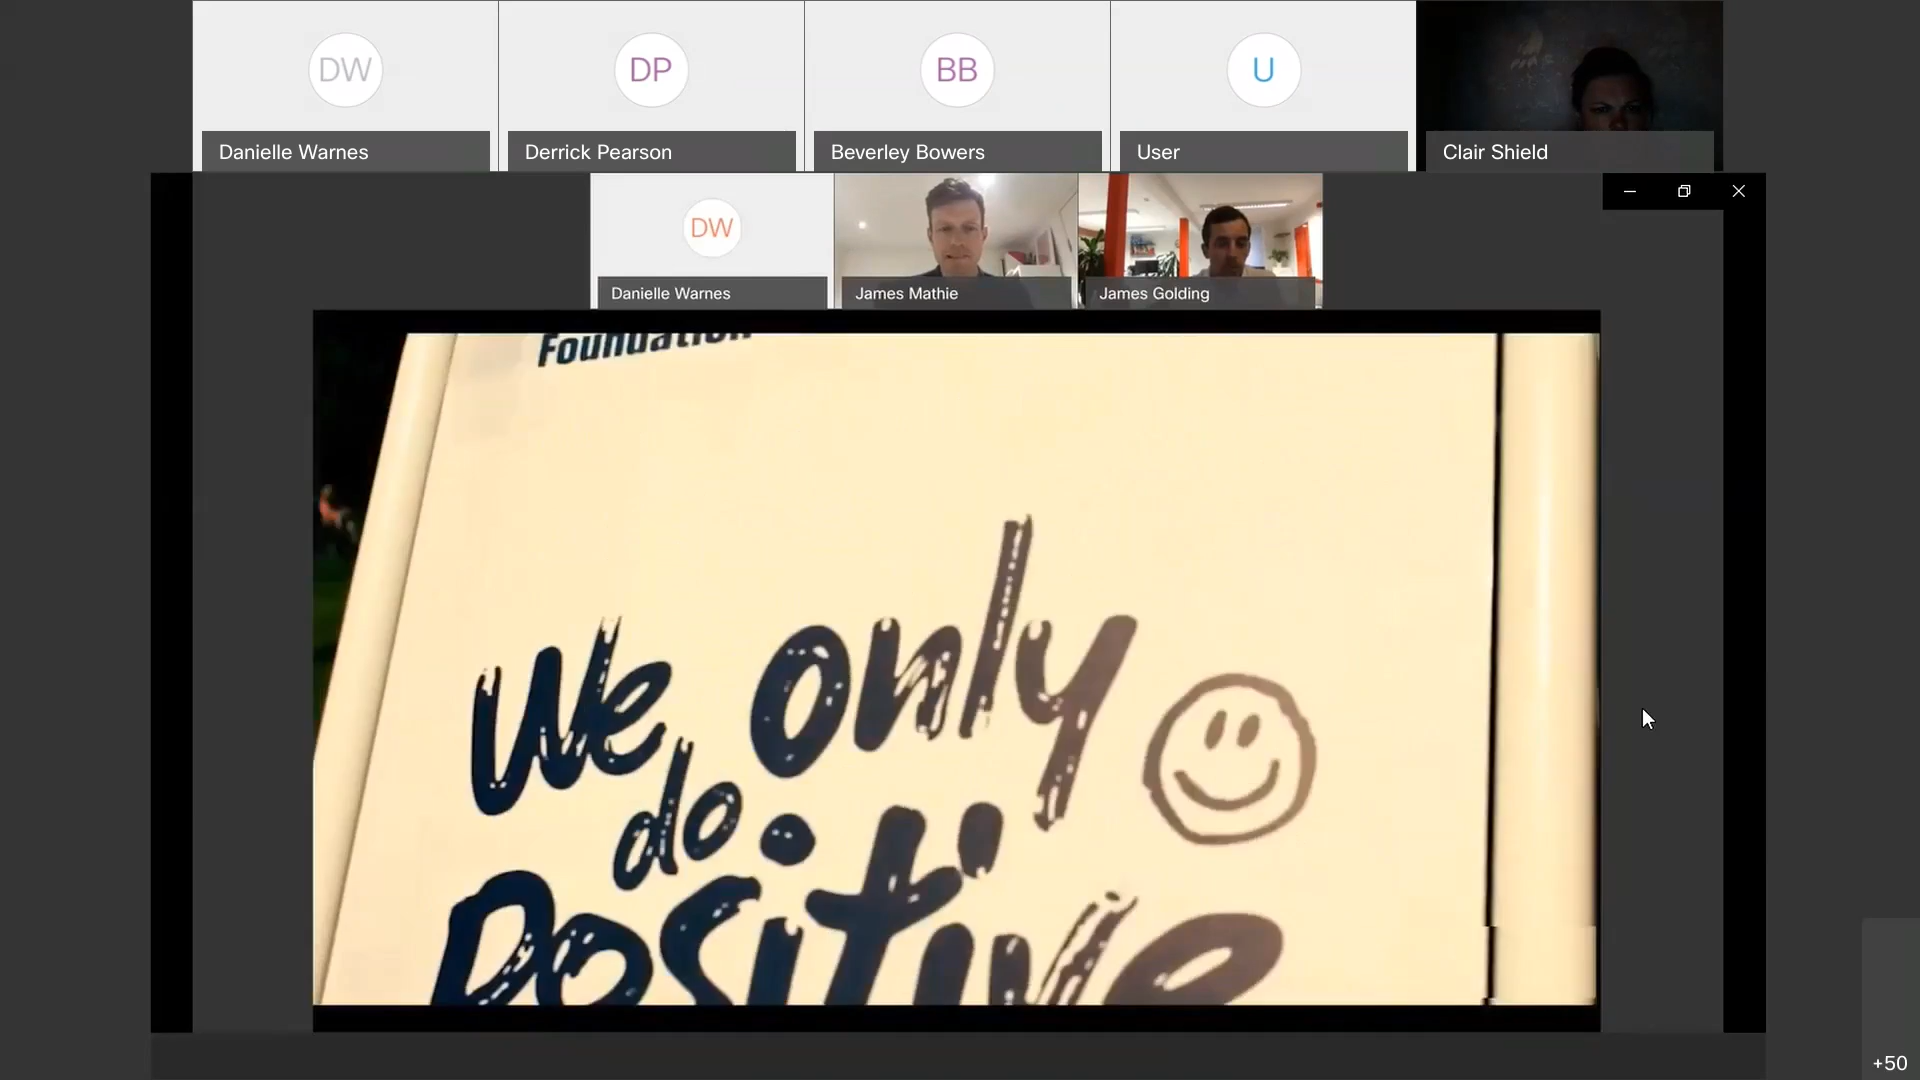 DW
DP
BB
U
Danielle Warnes
Derrick Pearson
Beverley Bowers
User
Clair Shield
DW
Danielle Warnes
James Mathie
James Golding
Foundation
We only
do
Positive
+50